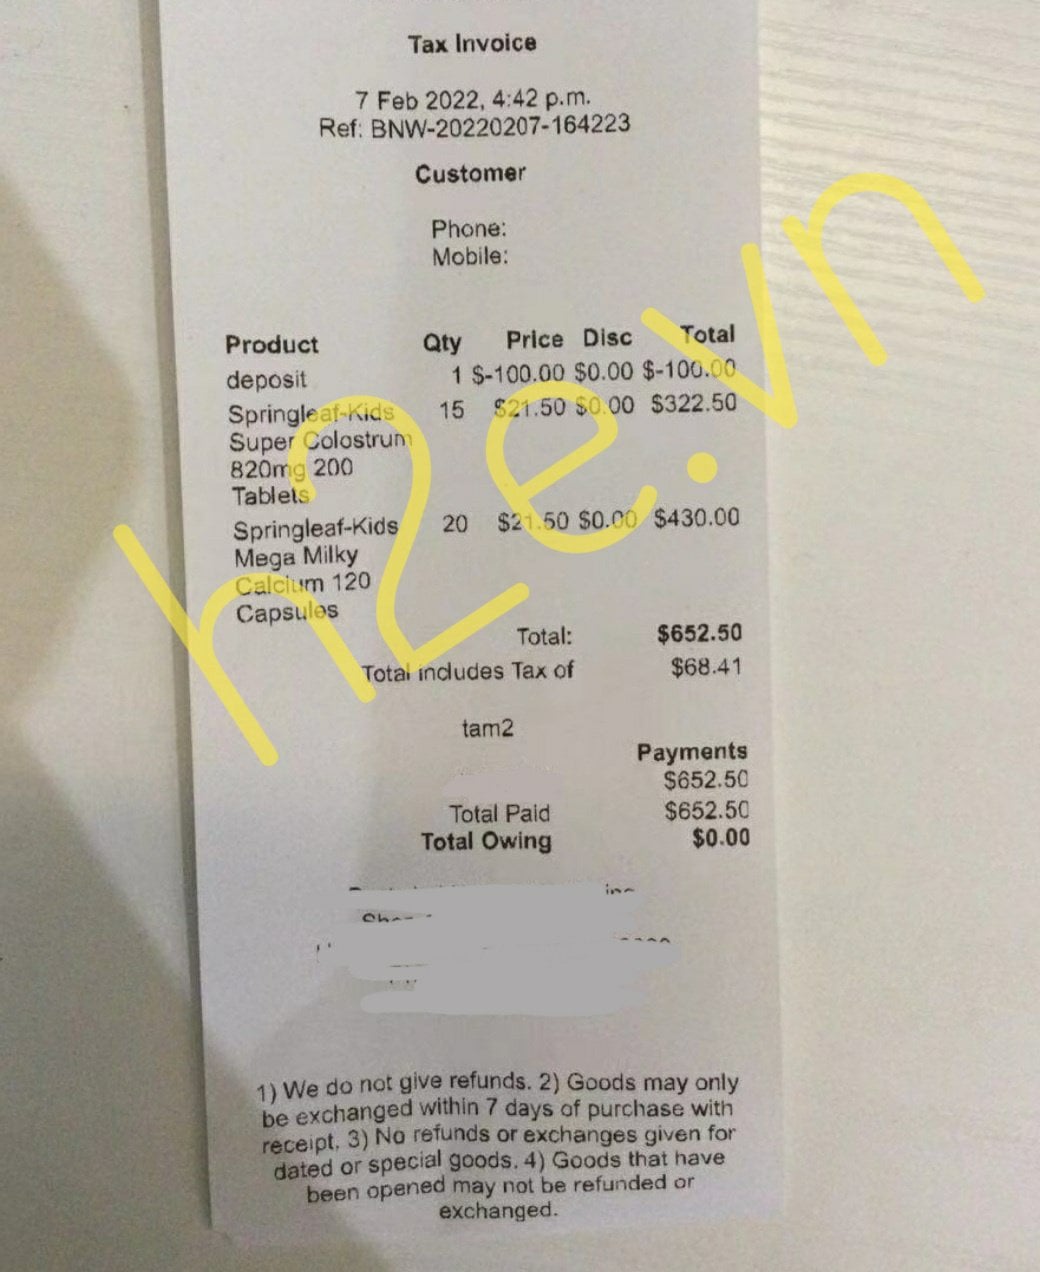 Tax Invoice
7 Feb 2022, 4:42 p.m.
Ref: BNW-20220207-164223
Customer
Phone:
Mobile:
Product Qty Price Disc Total
deposit 1 $-100.00 $0.00 $-100.00
Springleaf-Kids 15 $21.50 $0.00 $322.50
Super Colostrum
820mg 200
Tablets
Springleaf-Kids 20 $21.50 $0.00 $430.00
Mega Milky
Calcium 120
Capsules
Total: $652.50
Total includes Tax of $68.41
tam2
Payments
$652.50
Total Paid $652.50
Total Owing $0.00
1) We do not give refunds. 2) Goods may only
be exchanged within 7 days of purchase with
receipt. 3) No refunds or exchanges given for
dated or special goods. 4) Goods that have
been opened may not be refunded or
exchanged.
h2e.vn